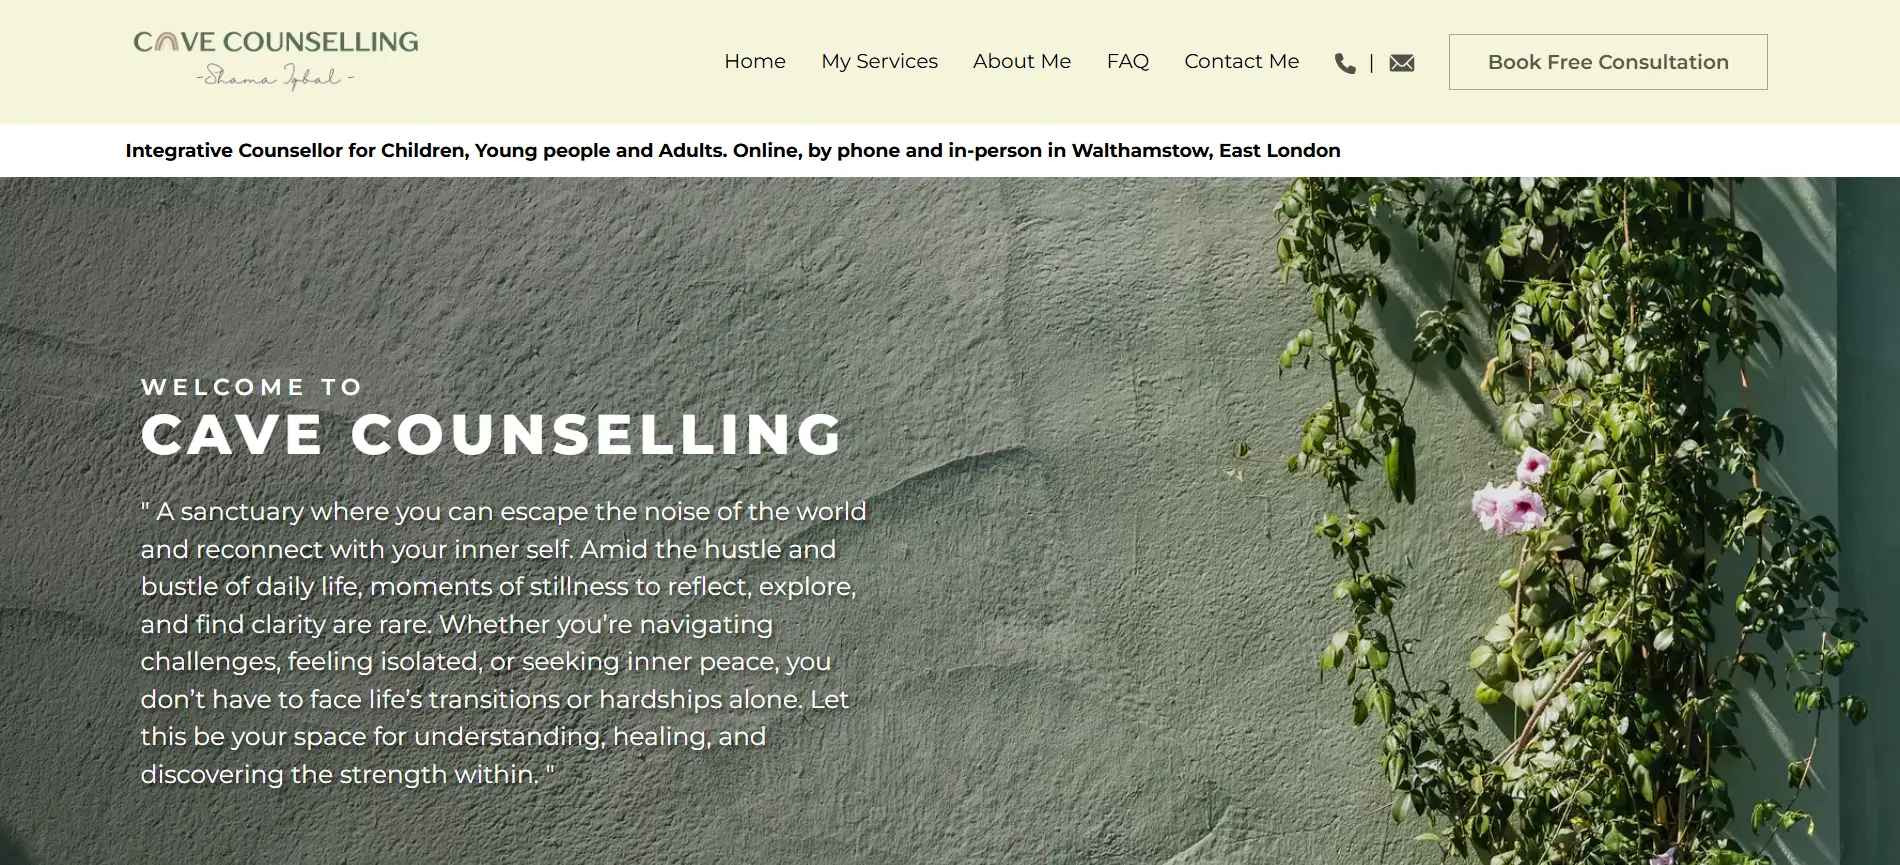 CAVE COUNSELLING
-Shama Iqbal-
Home My Services About Me FAQ Contact Me | Book Free Consultation
Integrative Counsellor for Children, Young people and Adults. Online, by phone and in-person in Walthamstow, East London
WELCOME TO
CAVE COUNSELLING
" A sanctuary where you can escape the noise of the world
and reconnect with your inner self. Amid the hustle and
bustle of daily life, moments of stillness to reflect, explore,
and find clarity are rare. Whether you’re navigating
challenges, feeling isolated, or seeking inner peace, you
don’t have to face life’s transitions or hardships alone. Let
this be your space for understanding, healing, and
discovering the strength within. "